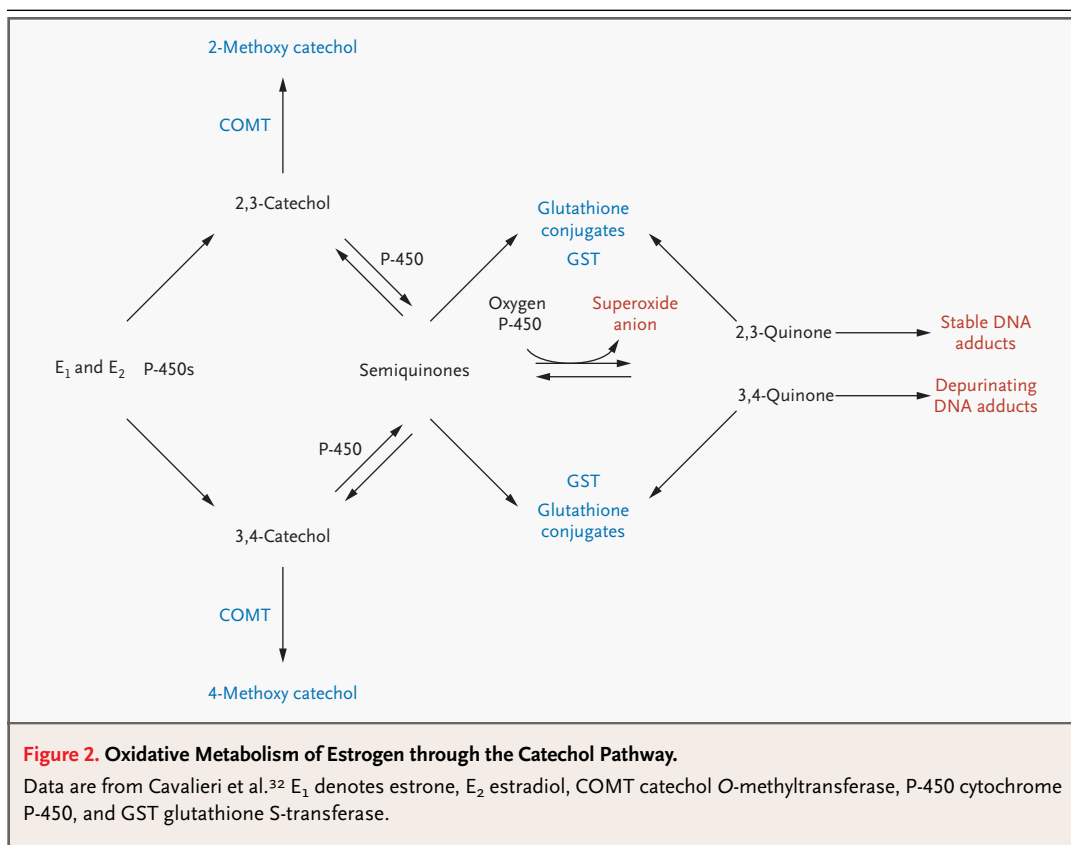 2-Methoxy catechol
COMT
2,3-Catechol
P-450
Glutathione
conjugates
GST
Oxygen
P-450
Superoxide
anion
2,3-Quinone
Stable DNA
adducts
E₁ and E₂ P-450s
Semiquinones
3,4-Quinone
Depurinating
DNA adducts
P-450
GST
Glutathione
conjugates
3,4-Catechol
COMT
4-Methoxy catechol
Figure 2. Oxidative Metabolism of Estrogen through the Catechol Pathway.
Data are from Cavalieri et al.³² E₁ denotes estrone, E₂ estradiol, COMT catechol O-methyltransferase, P-450 cytochrome
P-450, and GST glutathione S-transferase.